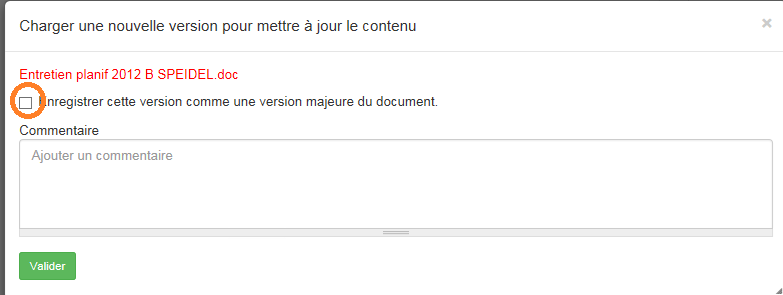 Charger une nouvelle version pour mettre à jour le contenu
×
Entretien planif 2012 B SPEIDEL.doc
Enregistrer cette version comme une version majeure du document.
Commentaire
Ajouter un commentaire
Valider